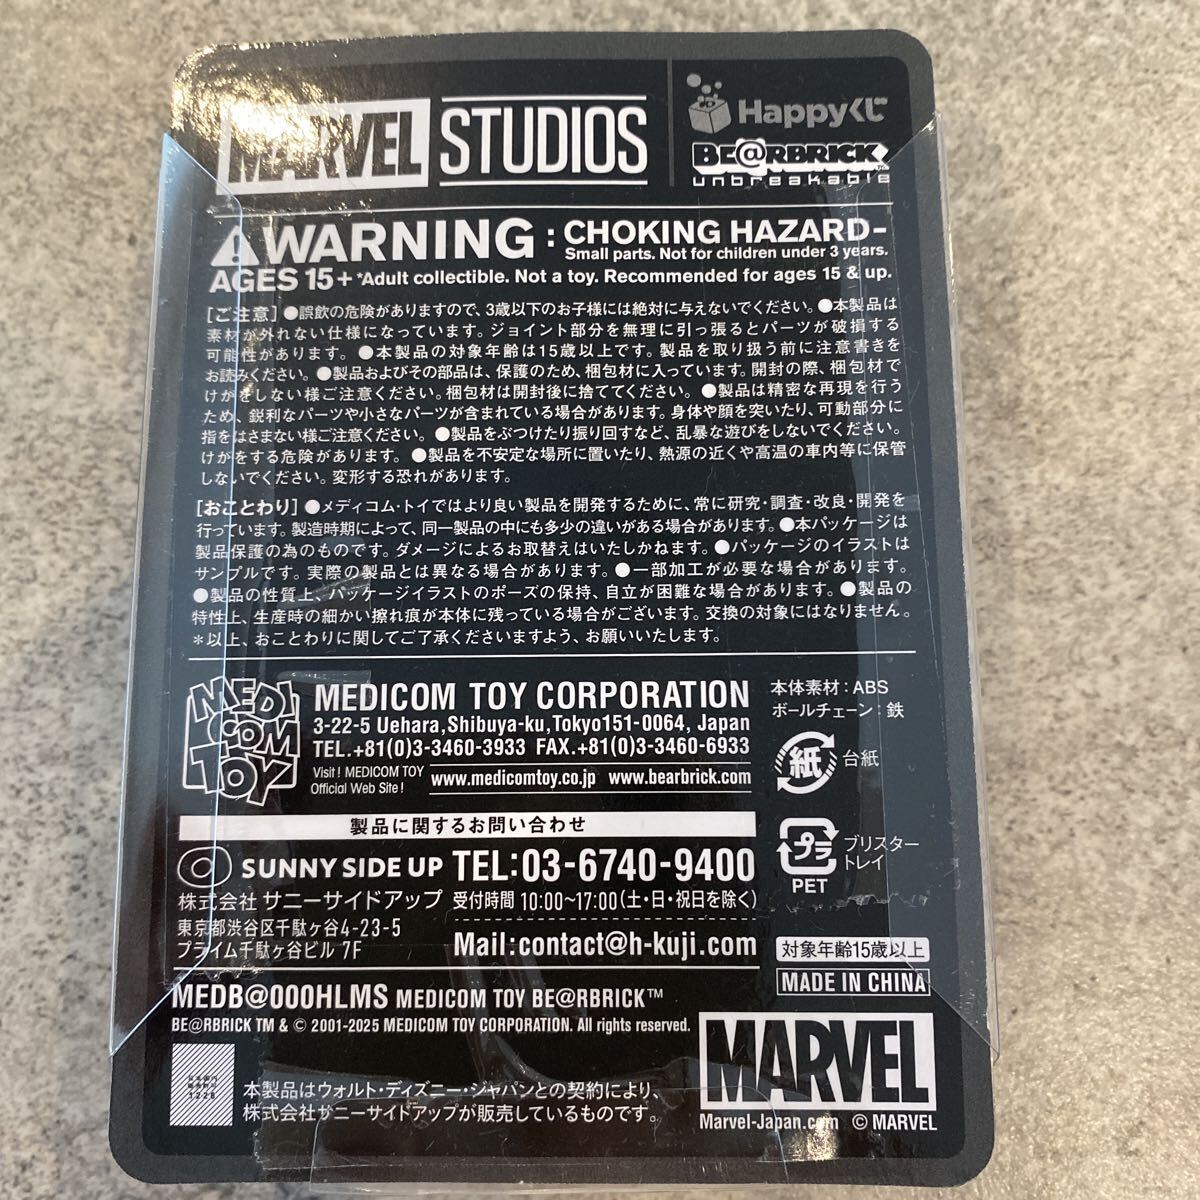 MARVEL STUDIOS
Happyくじ
BE@RBRICK™
unbreakable
WARNING : CHOKING HAZARD-
Small parts. Not for children under 3 years.
AGES 15+ *Adult collectible. Not a toy. Recommended for ages 15 & up.
[ご注意] ●誤飲の危険がありますので、3歳以下のお子様には絶対に与えないでください。●本製品は
素材が外れない仕様になっています。ジョイント部分を無理に引っ張るとパーツが破損する
可能性があります。 ●本製品の対象年齢は15歳以上です。製品を取り扱う前に注意書きを
お読みください。 ●製品およびその部品は、保護のため、梱包材に入っています。開封の際、梱包材で
けがをしない様ご注意ください。梱包材は開封後に捨ててください。 ●製品は精密な再現を行う
ため、鋭利なパーツや小さなパーツが含まれている場合があります。身体や顔を突いたり、可動部分に
指をはさまない様ご注意ください。 ●製品をぶつけたり振り回すなど、乱暴な遊びをしないでください。
けがをする危険があります。 ●製品を不安定な場所に置いたり、熱源の近くや高温の車内等に保管
しないでください。変形する恐れがあります。
[おことわり] ●メディコム・トイではより良い製品を開発するために、常に研究・調査・改良・開発を
行っています。製造時期によって、同一製品の中にも多少の違いがある場合があります。●本パッケージは
製品保護の為のものです。ダメージによるお取替えはいたしかねます。●パッケージのイラストは
サンプルです。実際の製品とは異なる場合があります。●一部加工が必要な場合があります。
●製品の性質上、パッケージイラストのポーズの保持、自立が困難な場合があります。●製品の
特性上、生産時の細かい擦れ痕が本体に残っている場合がございます。交換の対象にはなりません。
*以上、おことわりに関してご了承くださいますよう、お願いいたします。
MEDICOM TOY
MEDICOM TOY CORPORATION
3-22-5 Uehara,Shibuya-ku,Tokyo151-0064, Japan
TEL.+81(0)3-3460-3933 FAX.+81(0)3-3460-6933
Visit! MEDICOM TOY
Official Web Site!
www.medicomtoy.co.jp www.bearbrick.com
本体素材:ABS
ボールチェーン:鉄
紙 台紙
製品に関するお問い合わせ
SUNNY SIDE UP TEL:03-6740-9400
株式会社 サニーサイドアップ 受付時間 10:00~17:00(土・日・祝日を除く)
東京都渋谷区千駄ヶ谷4-23-5
プライム千駄ヶ谷ビル 7F
Mail:contact@h-kuji.com
プラ
PET
ブリスター
トレイ
対象年齢15歳以上
MADE IN CHINA
MEDB@000HLMS MEDICOM TOY BE@RBRICK™
BE@RBRICK TM & © 2001-2025 MEDICOM TOY CORPORATION. All rights reserved.
1228
本製品はウォルト・ディズニー・ジャパンとの契約により、
株式会社サニーサイドアップが販売しているものです。
MARVEL
Marvel-Japan.com © MARVEL